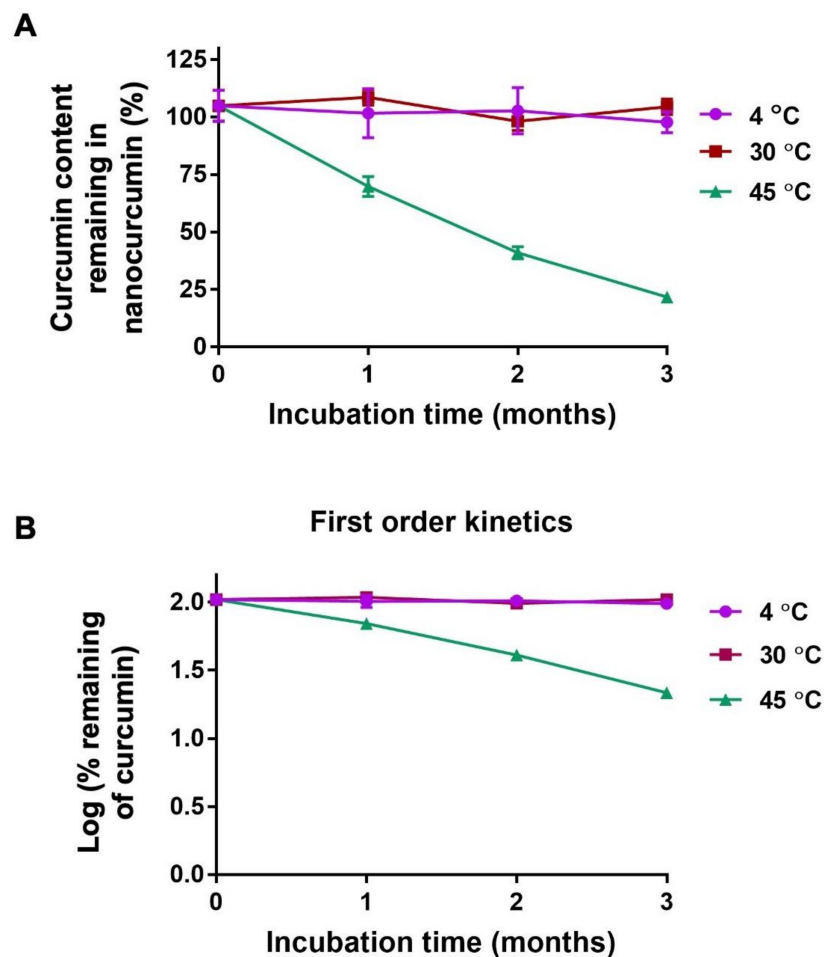 A
Curcumin content
remaining in
nanocurcumin (%)
125
100
75
50
25
0
0
1
2
3
Incubation time (months)
4 °C
30 °C
45 °C
B
First order kinetics
Log (% remaining
of curcumin)
2.0
1.5
1.0
0.5
0.0
0
1
2
3
Incubation time (months)
4 °C
30 °C
45 °C